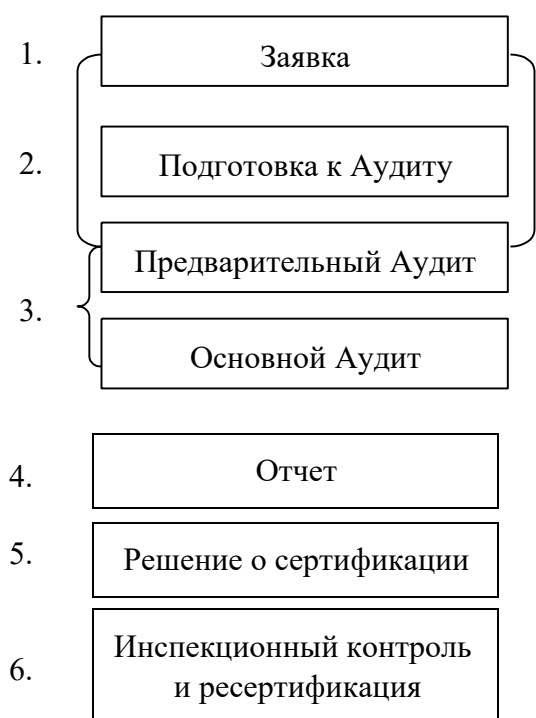 1. Заявка
2. Подготовка к Аудиту
Предварительный Аудит
3.
Основной Аудит
4. Отчет
5. Решение о сертификации
6. Инспекционный контроль
и ресертификация